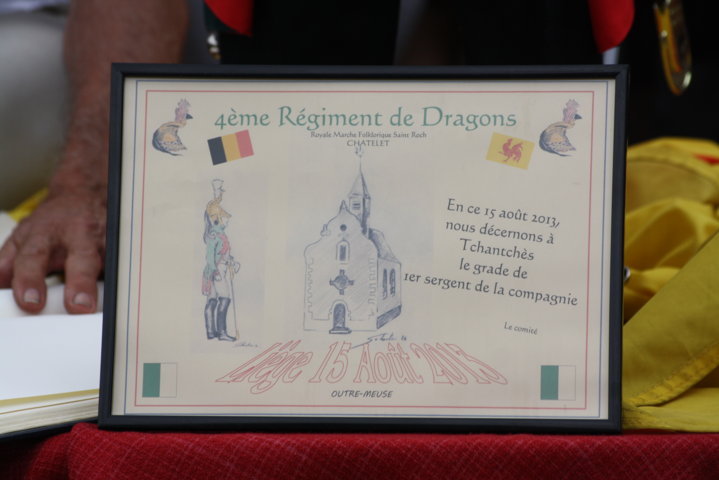 4ème Régiment de Dragons
Royale Marche Folklorique Saint Roch
CHATELET
En ce 15 août 2013,
nous décernons à
Tchantchès
le grade de
1er sergent de la compagnie
Le comité
Liège 15 Août 2013
OUTRE-MEUSE